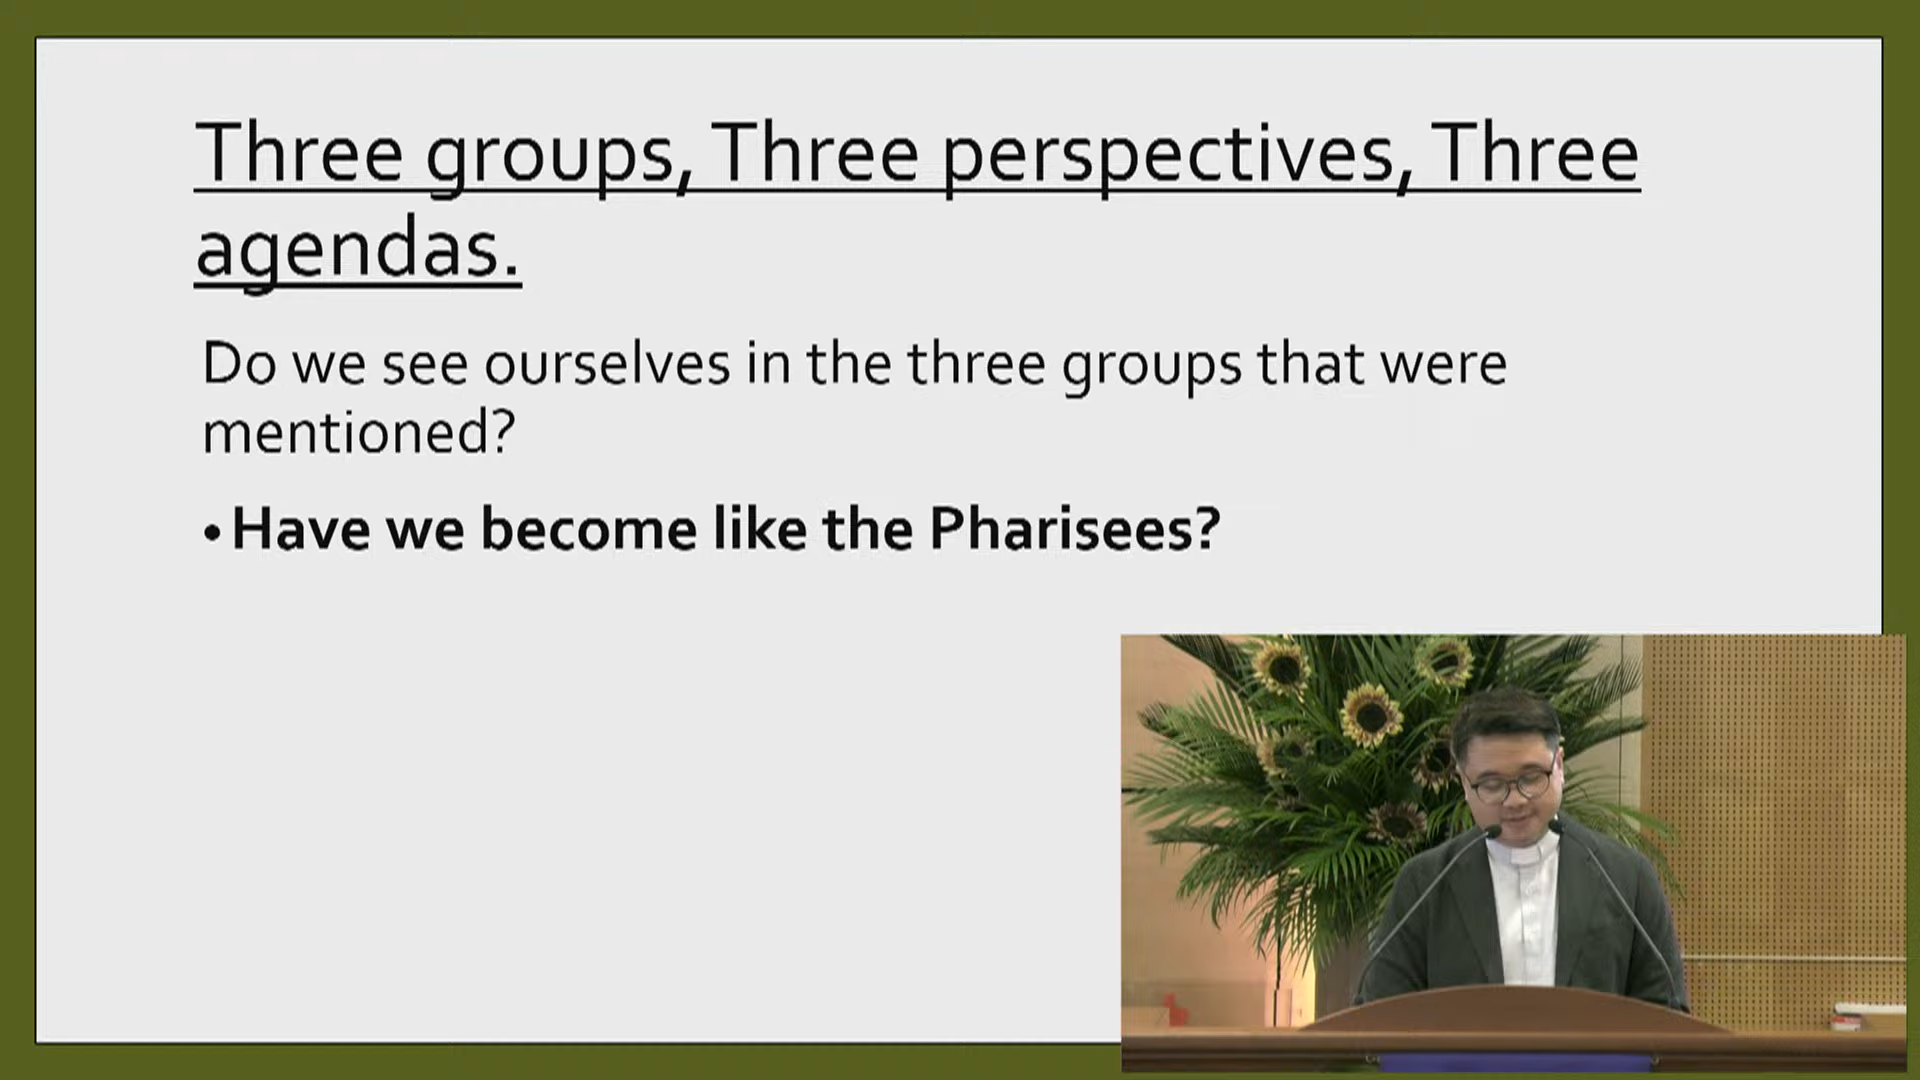 Three groups, Three perspectives, Three
agendas.
Do we see ourselves in the three groups that were
mentioned?
• Have we become like the Pharisees?